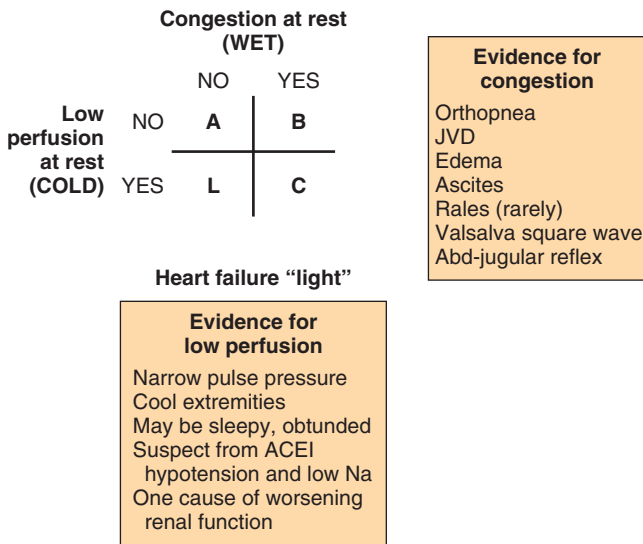 Congestion at rest
(WET)
NO YES
Low
perfusion
at rest
(COLD)
NO A B
YES L C
Heart failure “light”
Evidence for
congestion
Orthopnea
JVD
Edema
Ascites
Rales (rarely)
Valsalva square wave
Abd-jugular reflex
Evidence for
low perfusion
Narrow pulse pressure
Cool extremities
May be sleepy, obtunded
Suspect from ACEI
hypotension and low Na
One cause of worsening
renal function